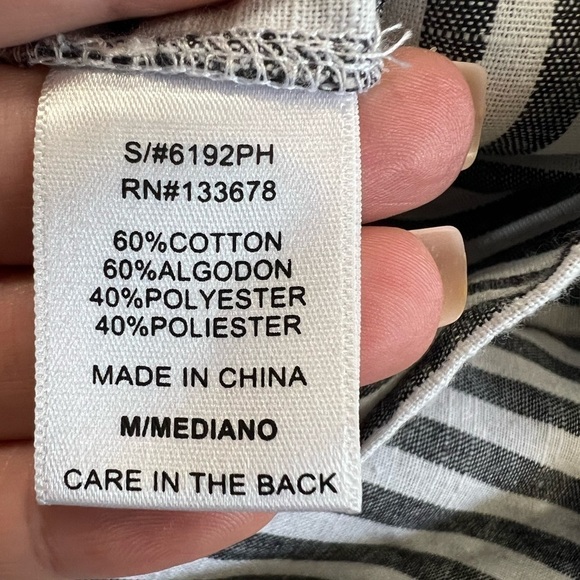 S/#6192PH
RN#133678
60%COTTON
60%ALGODON
40%POLYESTER
40%POLIESTER
MADE IN CHINA
M/MEDIANO
CARE IN THE BACK